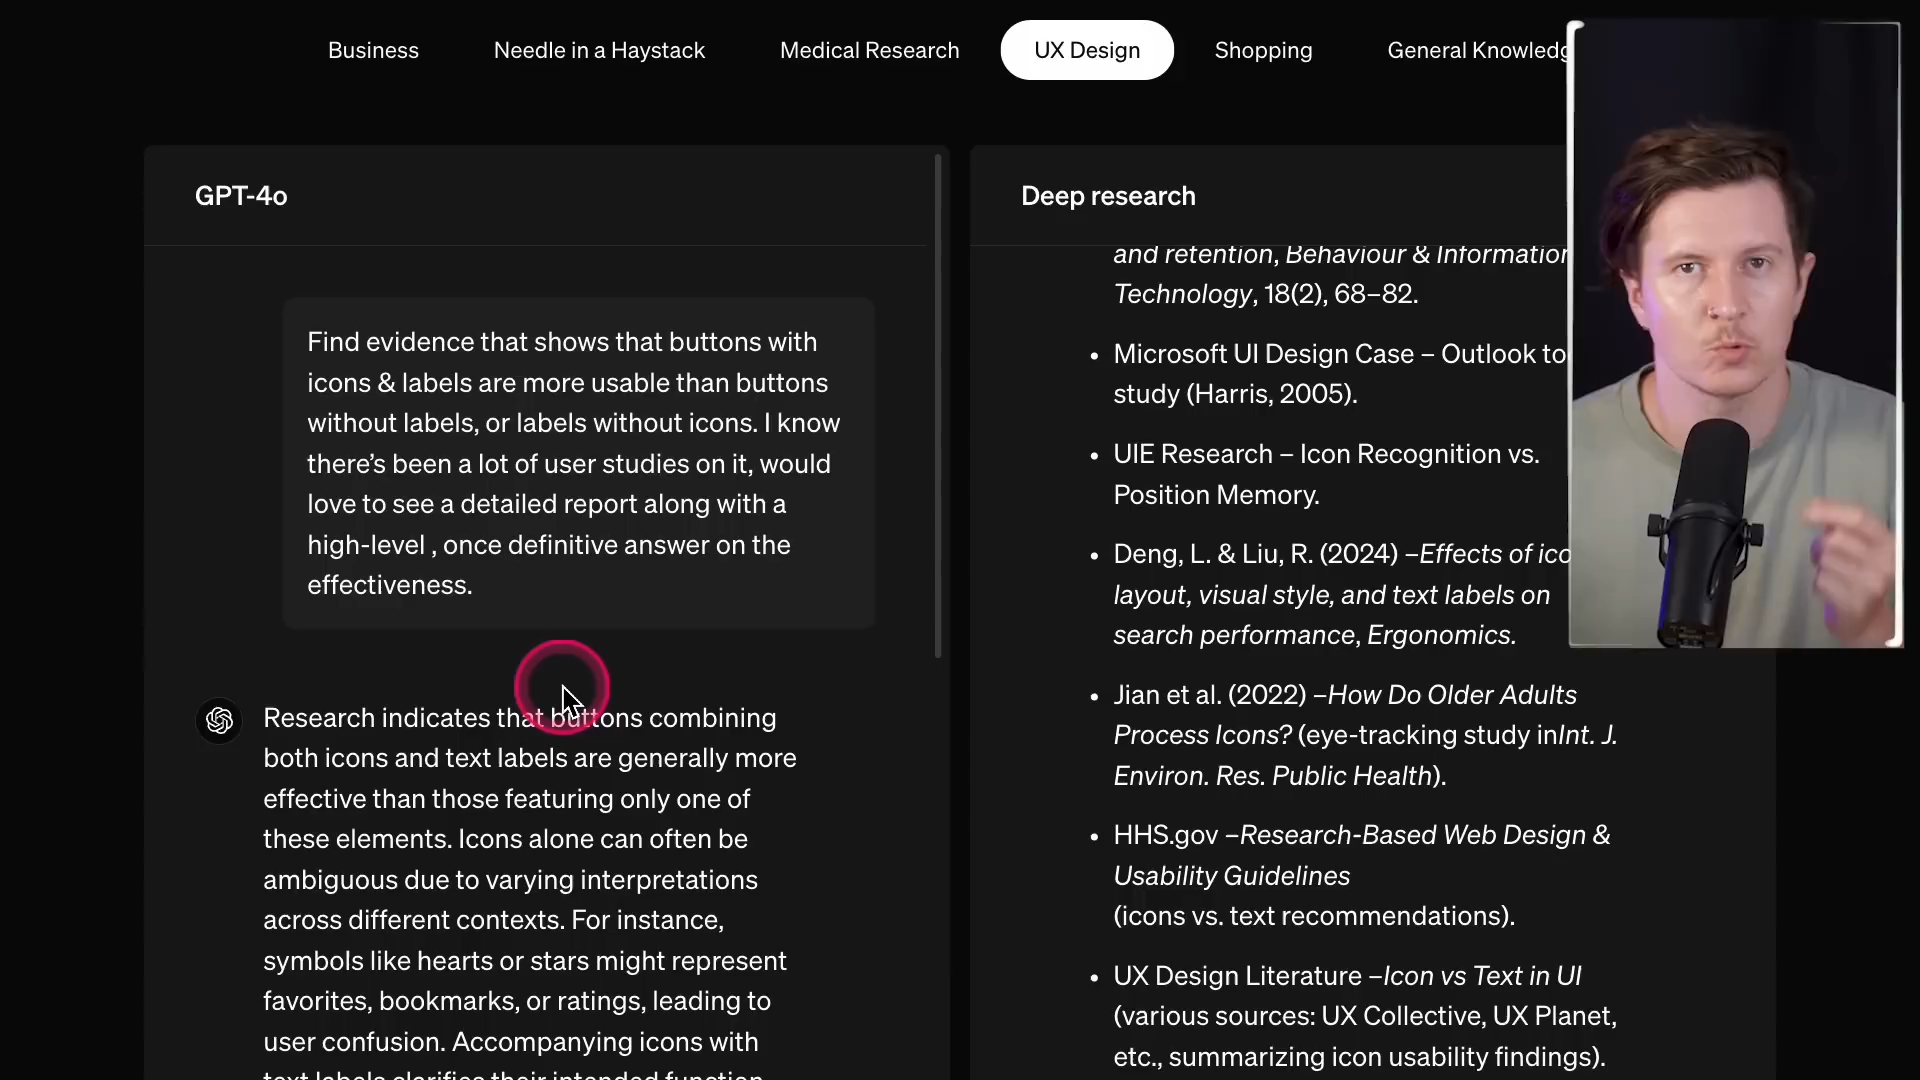 Business
Needle in a Haystack
Medical Research
UX Design
Shopping
General Knowledg
GPT-4o
Find evidence that shows that buttons with
icons & labels are more usable than buttons
without labels, or labels without icons. I know
there’s been a lot of user studies on it, would
love to see a detailed report along with a
high-level , once definitive answer on the
effectiveness.
Research indicates that buttons combining
both icons and text labels are generally more
effective than those featuring only one of
these elements. Icons alone can often be
ambiguous due to varying interpretations
across different contexts. For instance,
symbols like hearts or stars might represent
favorites, bookmarks, or ratings, leading to
user confusion. Accompanying icons with
text labels clarifies their intended function
Deep research
and retention, Behaviour & Information
Technology, 18(2), 68–82.
• Microsoft UI Design Case – Outlook to
study (Harris, 2005).
• UIE Research – Icon Recognition vs.
Position Memory.
• Deng, L. & Liu, R. (2024) –Effects of ico
layout, visual style, and text labels on
search performance, Ergonomics.
• Jian et al. (2022) –How Do Older Adults
Process Icons? (eye-tracking study inInt. J.
Environ. Res. Public Health).
• HHS.gov –Research-Based Web Design &
Usability Guidelines
(icons vs. text recommendations).
• UX Design Literature –Icon vs Text in UI
(various sources: UX Collective, UX Planet,
etc., summarizing icon usability findings).